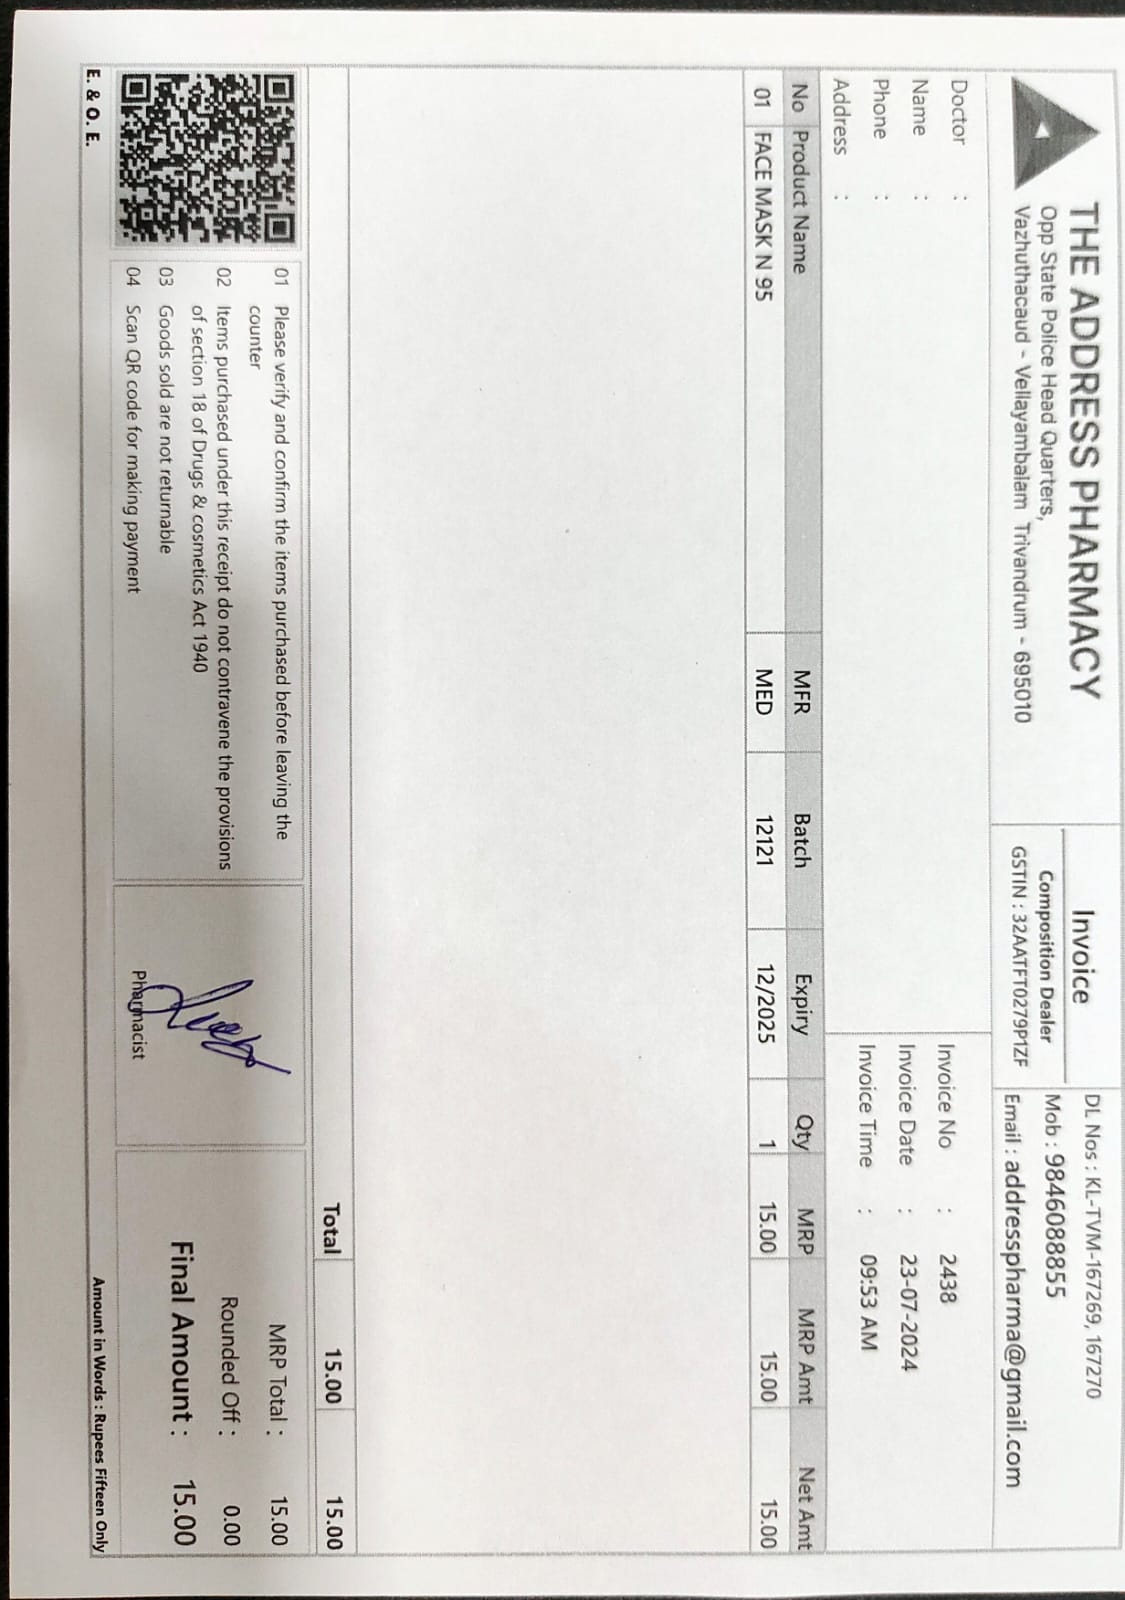 THE ADDRESS PHARMACY
Opp State Police Head Quarters,
Vazhuthacaud - Vellayambalam Trivandrum - 695010
Invoice
Composition Dealer
GSTIN : 32AATFT0279P1ZF
DL Nos : KL-TVM-167269, 167270
Mob : 9846088855
Email : addresspharma@gmail.com
Doctor :
Name :
Phone :
Address :
Invoice No : 2438
Invoice Date : 23-07-2024
Invoice Time : 09:53 AM
No Product Name MFR Batch Expiry Qty MRP MRP Amt Net Amt
01 FACE MASK N 95 MED 12121 12/2025 1 15.00 15.00 15.00
Total 15.00 15.00
01 Please verify and confirm the items purchased before leaving the
counter
02 Items purchased under this receipt do not contravene the provisions
of section 18 of Drugs & cosmetics Act 1940
03 Goods sold are not returnable
04 Scan QR code for making payment
Pharmacist
MRP Total : 15.00
Rounded Off : 0.00
Final Amount : 15.00
E. & O. E.
Amount in Words : Rupees Fifteen Only